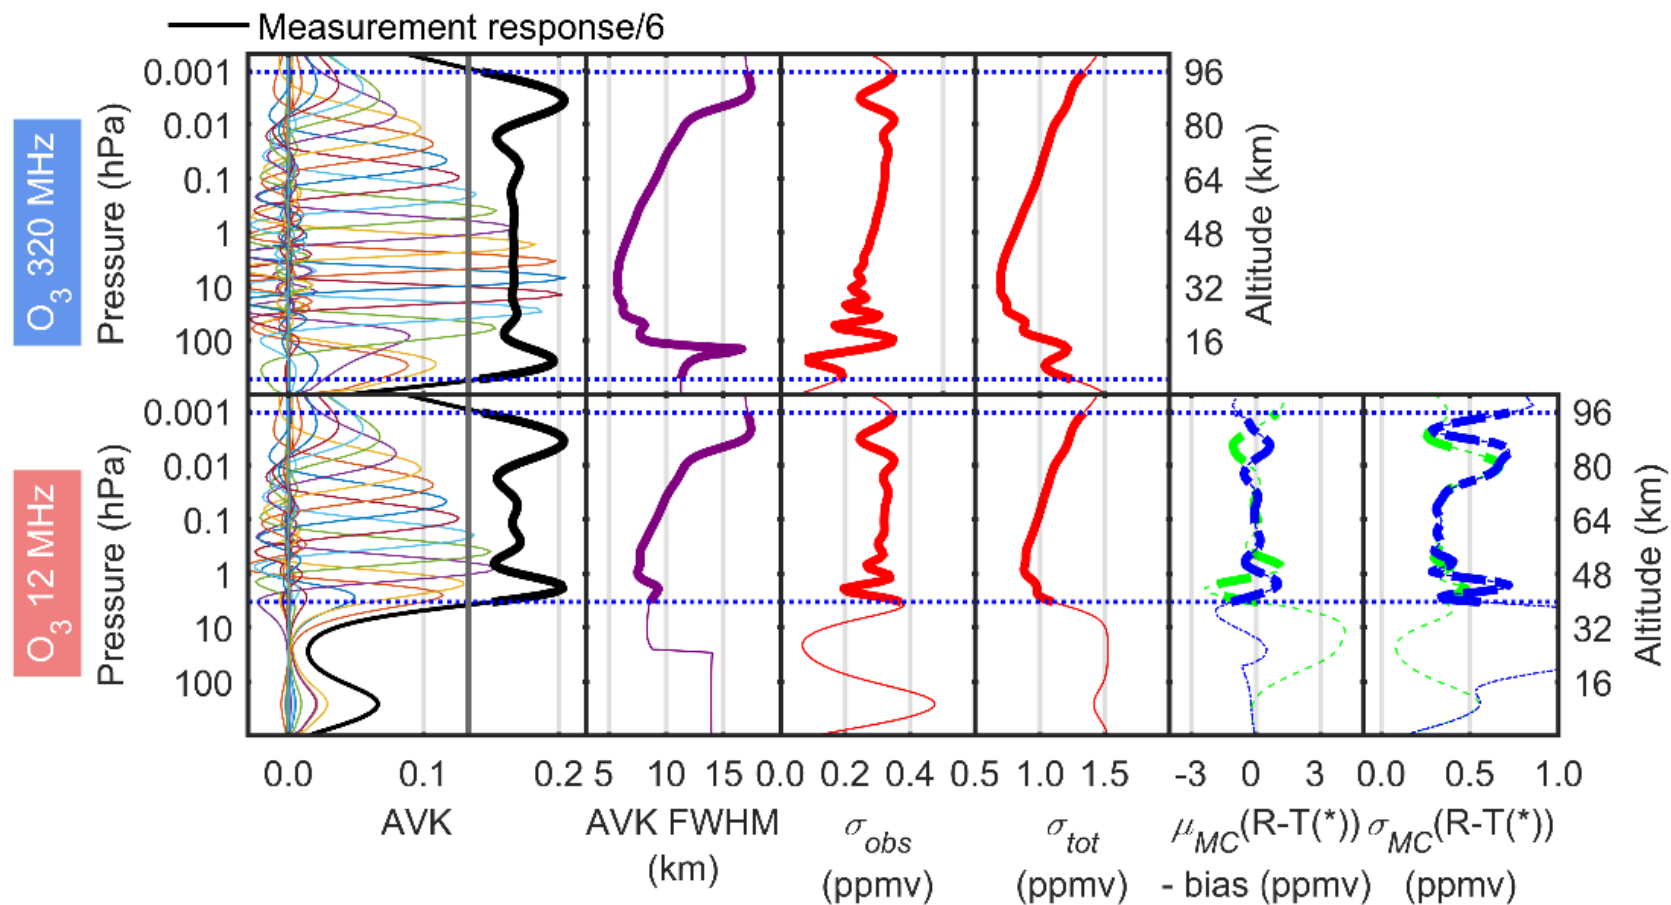 Measurement response/6
O3 320 MHz
Pressure (hPa)
0.001
0.01
0.1
1
10
100
96
80
64
48
32
16
Altitude (km)
O3 12 MHz
Pressure (hPa)
0.001
0.01
0.1
1
10
100
96
80
64
48
32
16
Altitude (km)
0.0 0.1 0.2 5 10 15 0.0 0.2 0.4 0.5 1.0 1.5 -3 0 3 0.0 0.5 1.0
AVK
AVK FWHM
(km)
σobs
(ppmv)
σtot
(ppmv)
μMC(R-T(*))
- bias (ppmv)
σMC(R-T(*))
(ppmv)